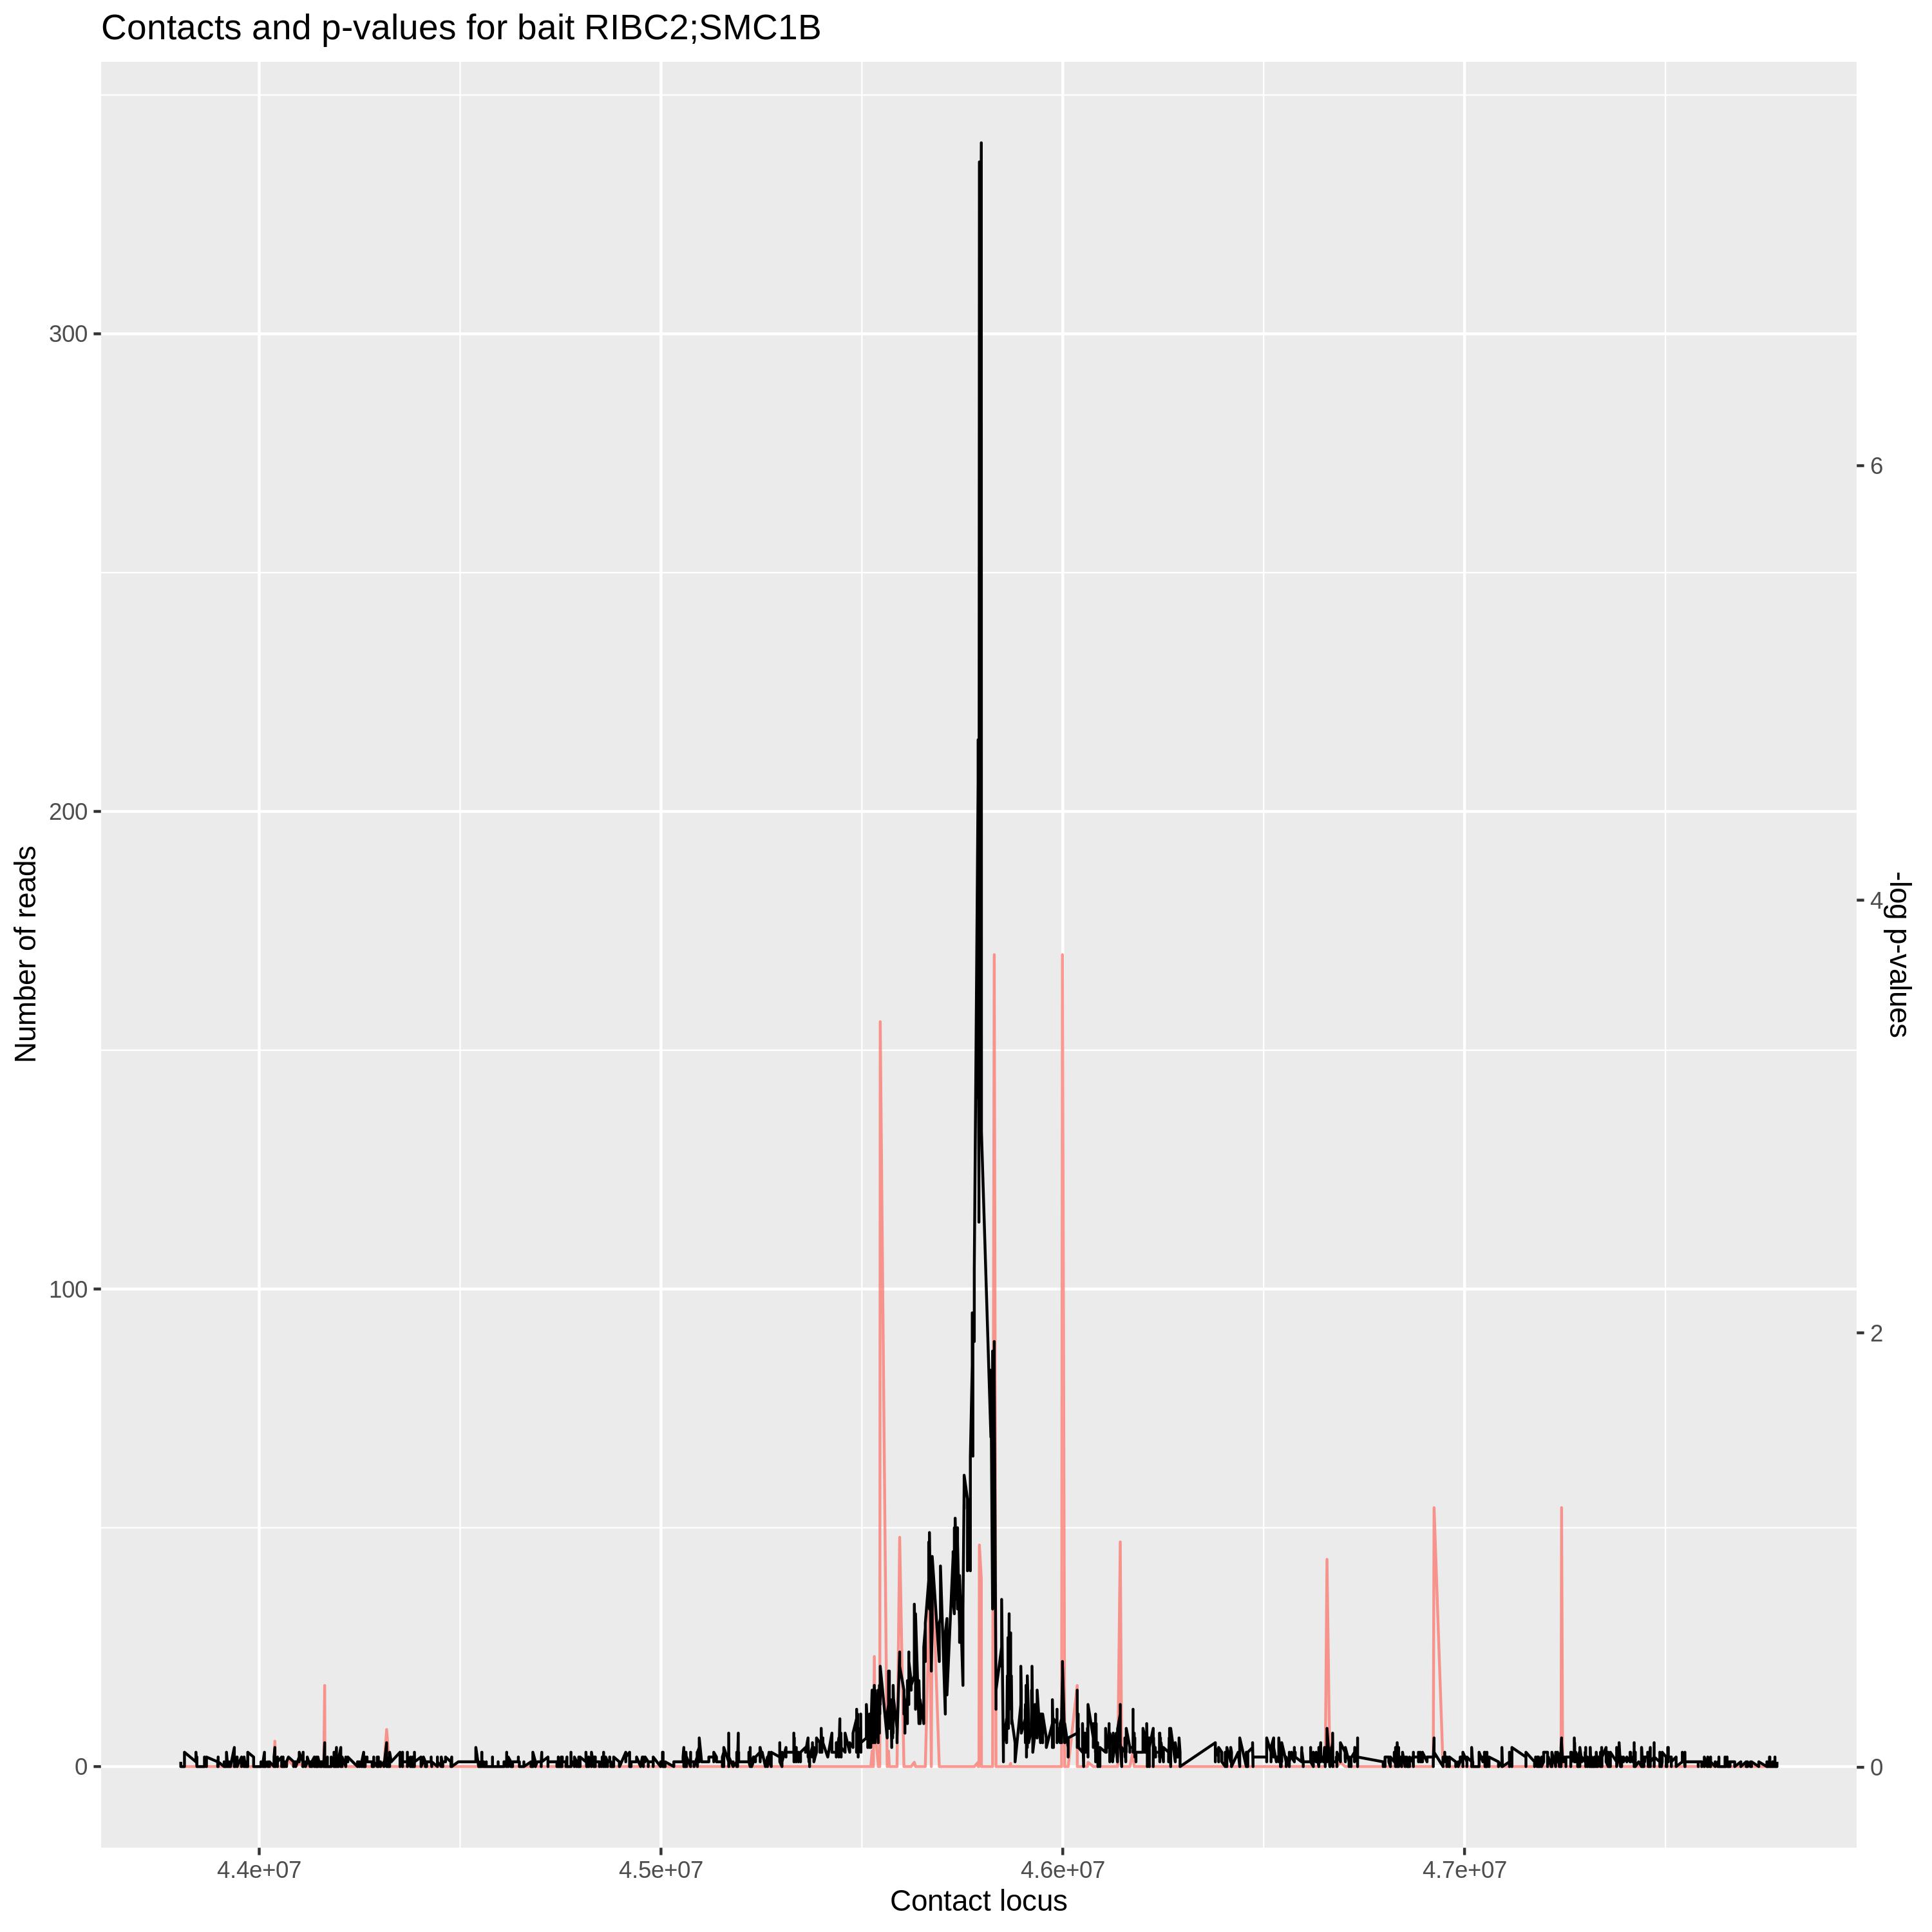 Contacts and p-values for bait RIBC2;SMC1B
300
200
100
0
Number of reads
6
4
2
0
-log p-values
4.4e+07 4.5e+07 4.6e+07 4.7e+07
Contact locus